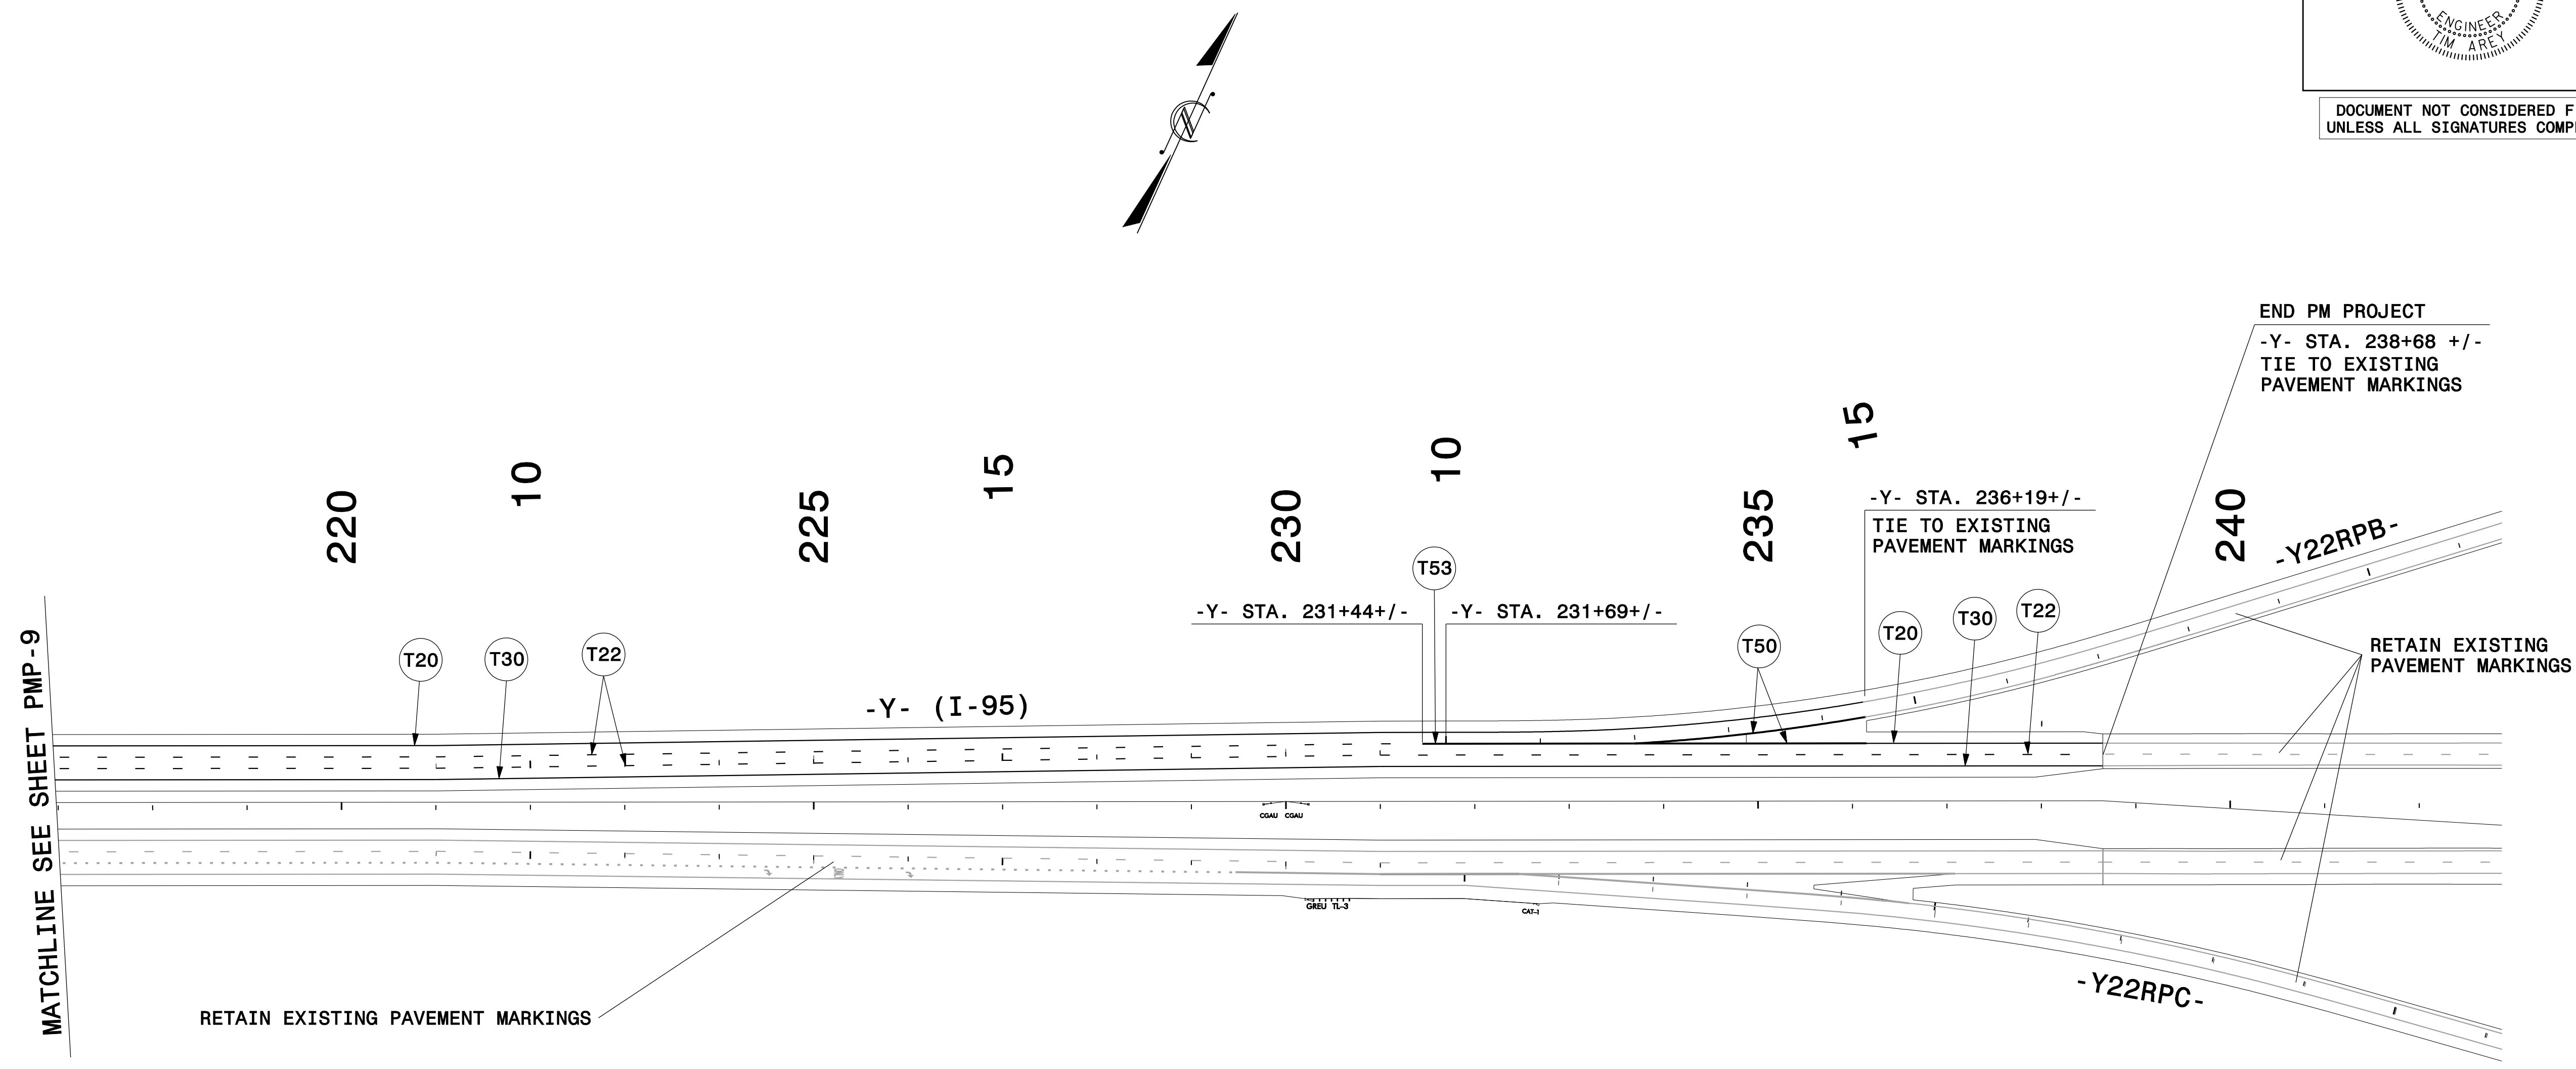 ENGINEER
TIM AREY
DOCUMENT NOT CONSIDERED F
UNLESS ALL SIGNATURES COMP
END PM PROJECT
-Y- STA. 238+68 +/-
TIE TO EXISTING
PAVEMENT MARKINGS
220
10
225
15
230
10
235
15
240
-Y- STA. 236+19+/-
TIE TO EXISTING
PAVEMENT MARKINGS
-Y22RPB-
T53
-Y- STA. 231+44+/-
-Y- STA. 231+69+/-
T20
T30
T22
T50
T20
T30
T22
RETAIN EXISTING
PAVEMENT MARKINGS
-Y- (I-95)
MATCHLINE SEE SHEET PMP-9
CGAU CGAU
GREU TL-3
CAT-1
-Y22RPC-
RETAIN EXISTING PAVEMENT MARKINGS